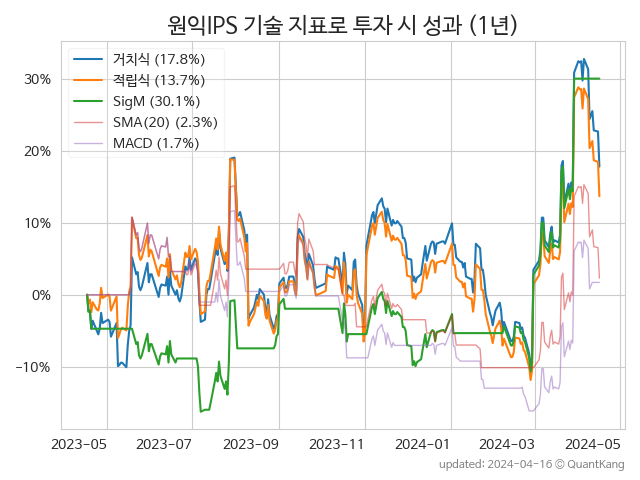 원익IPS 기술 지표로 투자 시 성과 (1년)
거치식 (17.8%)
적립식 (13.7%)
SigM (30.1%)
SMA(20) (2.3%)
MACD (1.7%)
30%
20%
10%
0%
−10%
2023-05 2023-07 2023-09 2023-11 2024-01 2024-03 2024-05
updated: 2024-04-16 © QuantKang